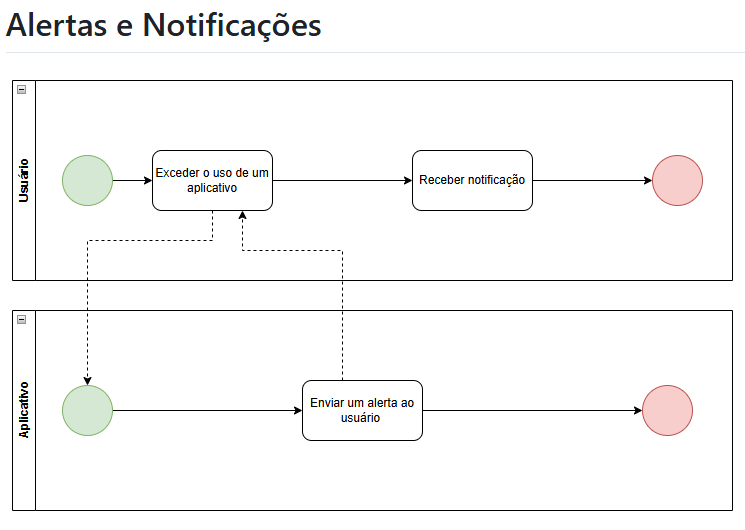 Alertas e Notificações
Usuário
Exceder o uso de um
aplicativo
Receber notificação
Aplicativo
Enviar um alerta ao
usuário